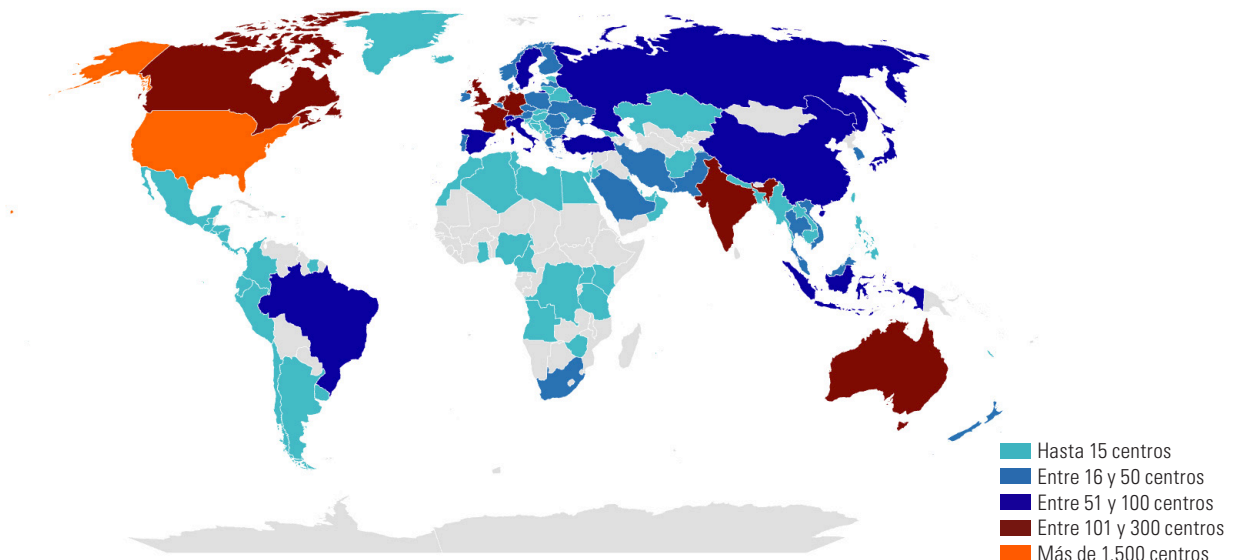 Hasta 15 centros
Entre 16 y 50 centros
Entre 51 y 100 centros
Entre 101 y 300 centros
Más de 1.500 centros